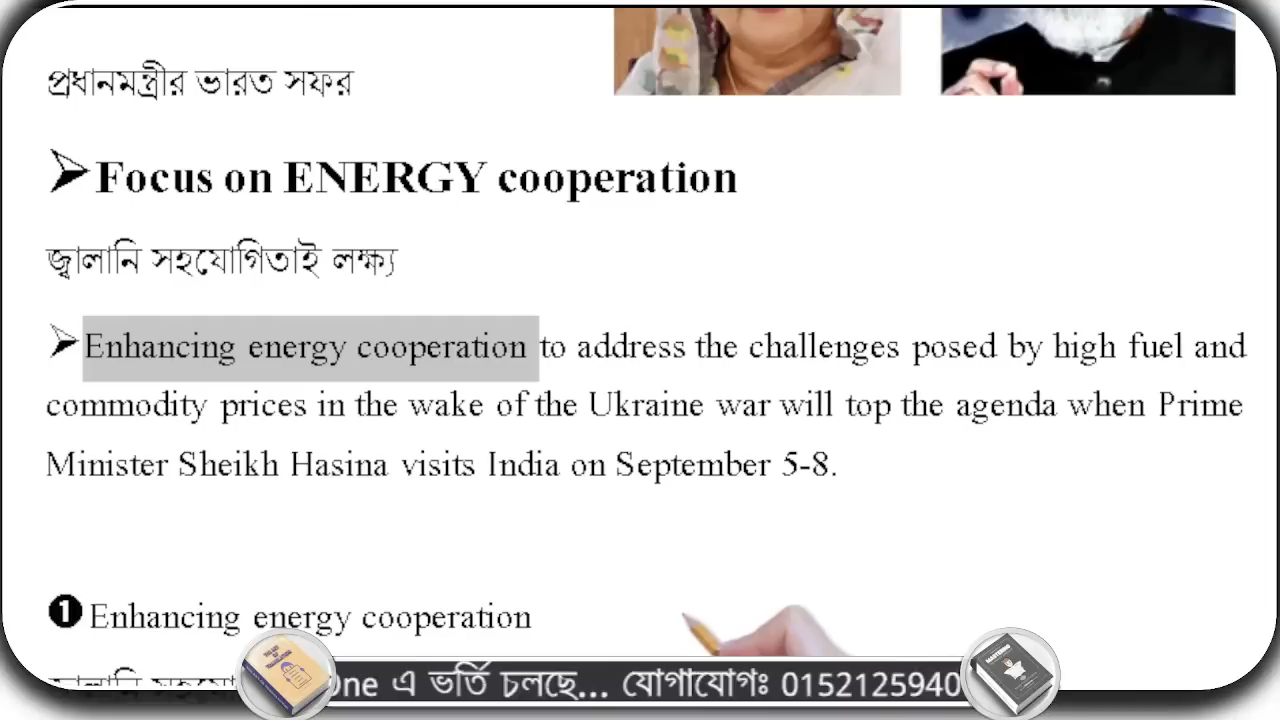 প্রধানমন্ত্রীর ভারত সফর
➢Focus on ENERGY cooperation
জ্বালানি সহযোগিতাই লক্ষ্য
➢Enhancing energy cooperation to address the challenges posed by high fuel and
commodity prices in the wake of the Ukraine war will top the agenda when Prime
Minister Sheikh Hasina visits India on September 5-8.
❶ Enhancing energy cooperation
One এ ভর্তি চলছে... যোগাযোগঃ 0152125940